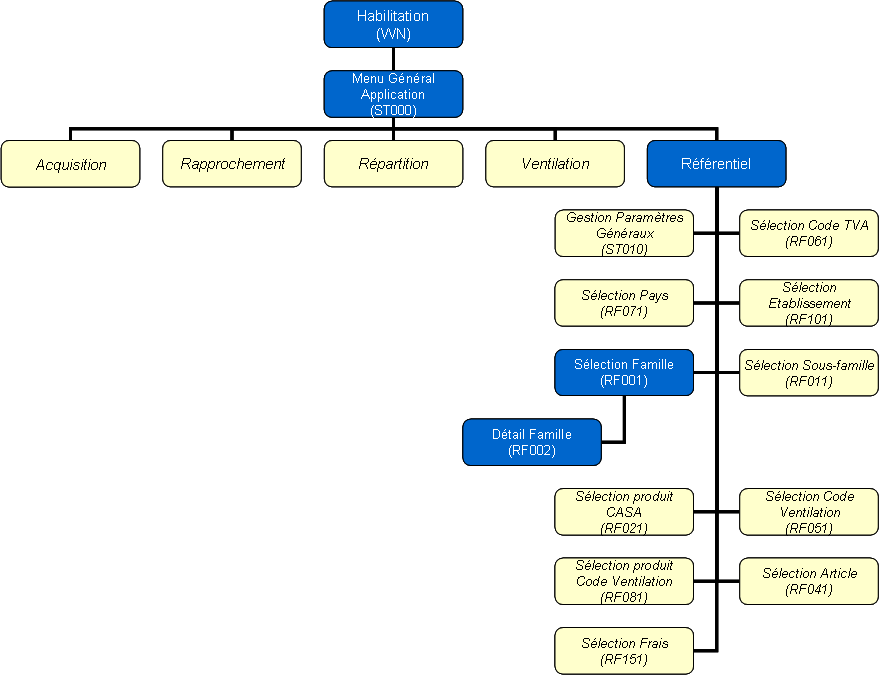 Habilitation
(VVN)
Menu Général
Application
(ST000)
Acquisition
Rapprochement
Répartition
Ventilation
Référentiel
Gestion Paramètres
Généraux
(ST010)
Sélection Code TVA
(RF061)
Sélection Pays
(RF071)
Sélection
Etablissement
(RF101)
Sélection Famille
(RF001)
Sélection Sous-famille
(RF011)
Détail Famille
(RF002)
Sélection produit
CASA
(RF021)
Sélection Code
Ventilation
(RF051)
Sélection produit
Code Ventilation
(RF081)
Sélection Article
(RF041)
Sélection Frais
(RF151)